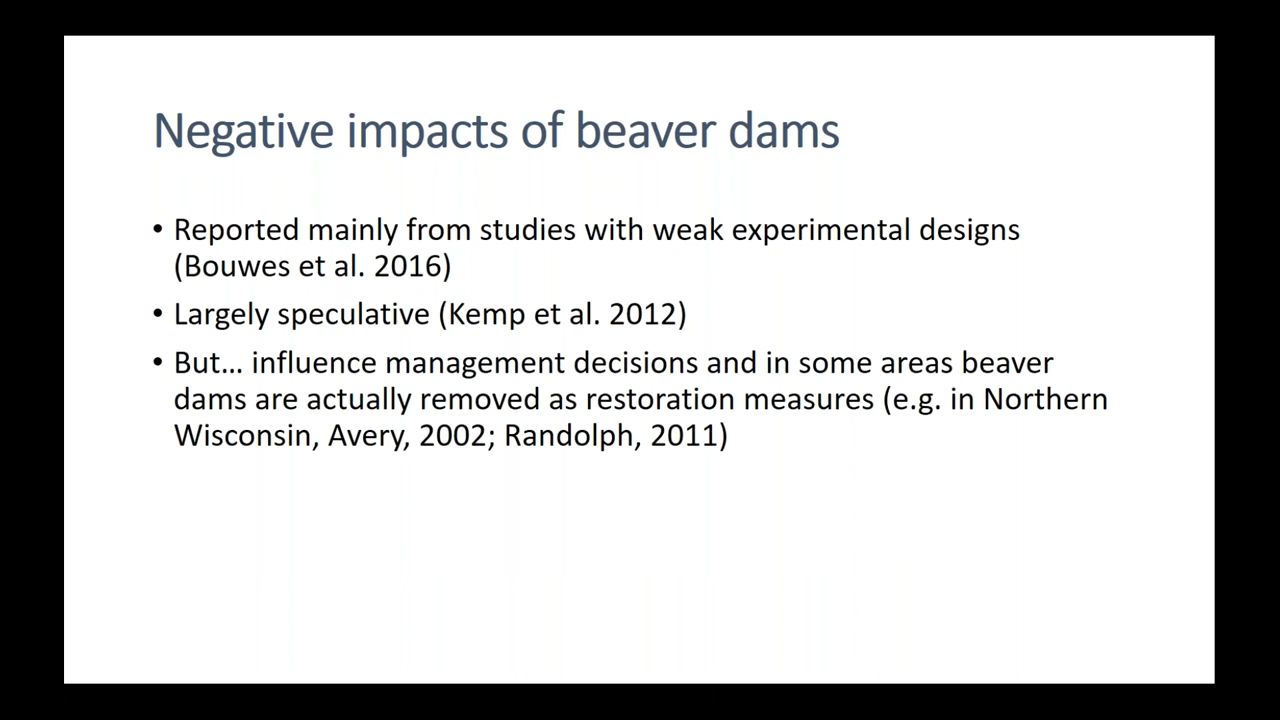 Negative impacts of beaver dams
• Reported mainly from studies with weak experimental designs
(Bouwes et al. 2016)
• Largely speculative (Kemp et al. 2012)
• But... influence management decisions and in some areas beaver
dams are actually removed as restoration measures (e.g. in Northern
Wisconsin, Avery, 2002; Randolph, 2011)